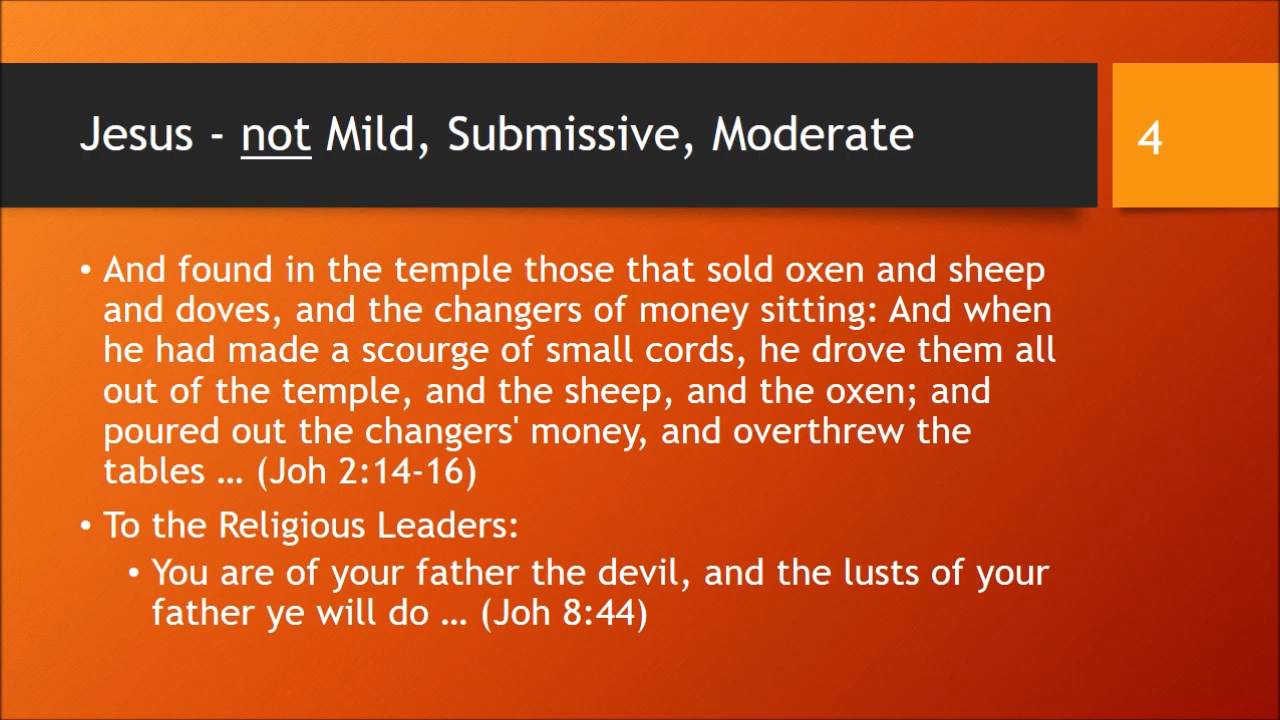 Jesus - not Mild, Submissive, Moderate
4
• And found in the temple those that sold oxen and sheep
and doves, and the changers of money sitting: And when
he had made a scourge of small cords, he drove them all
out of the temple, and the sheep, and the oxen; and
poured out the changers' money, and overthrew the
tables … (Joh 2:14-16)
• To the Religious Leaders:
• You are of your father the devil, and the lusts of your
father ye will do … (Joh 8:44)